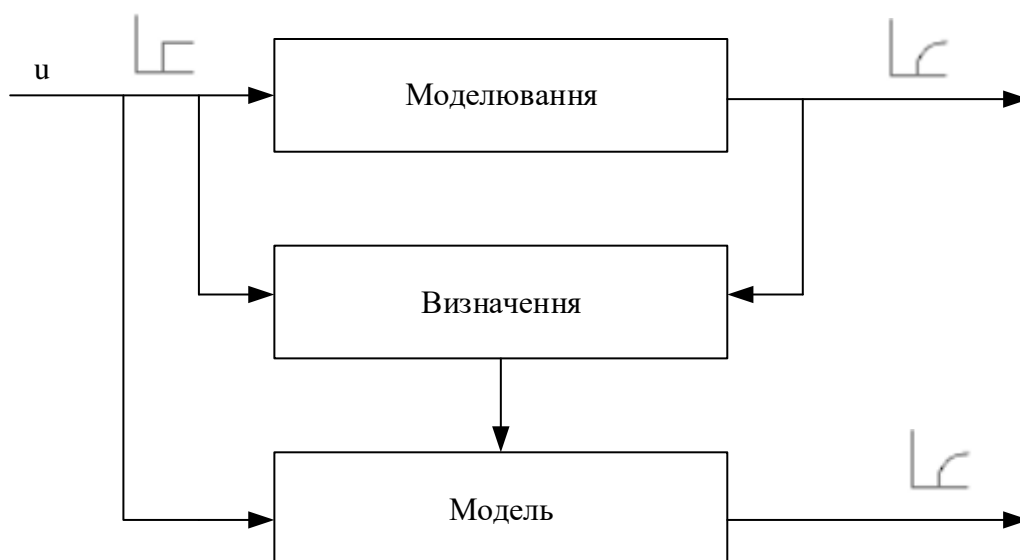 u
Моделювання
Визначення
Модель